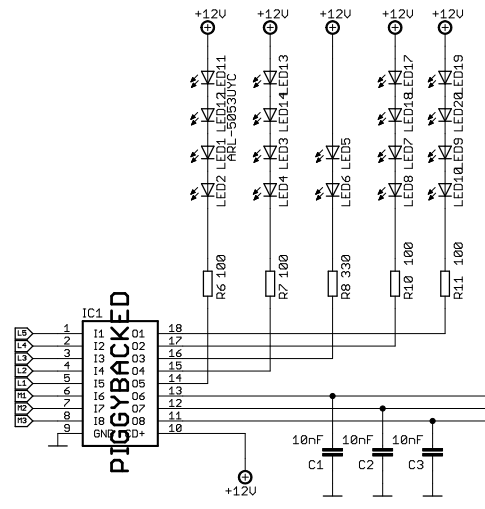 +12V +12V +12V +12V +12V
LED11 LED13 LED17 LED19
LED12 LED14 LED18 LED20
ARL-5053UYC
LED1 LED3 LED5 LED7 LED9
LED2 LED4 LED6 LED8 LED10
100 100 330 100 100
R6 R7 R8 R10 R11
IC1
PIGGYBACKED
L5 1 I1 O1 18
L4 2 I2 O2 17
L3 3 I3 O3 16
L2 4 I4 O4 15
L1 5 I5 O5 14
M1 6 I6 O6 13
M2 7 I7 O7 12
M3 8 I8 O8 11
9 GND CD+ 10
10nF 10nF 10nF
C1 C2 C3
+12V